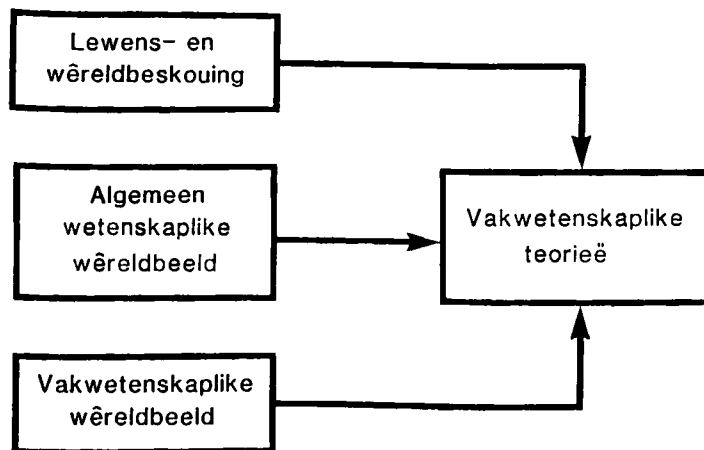 Lewens- en
wêreldbeskouing
Algemeen
wetenskaplike
wêreldbeeld
Vakwetenskaplike
teorieë
Vakwetenskaplike
wêreldbeeld